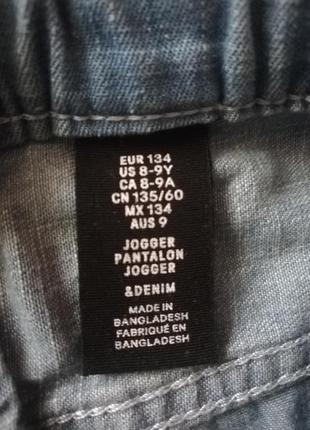 EUR 134
US 8-9Y
CA 8-9A
CN 135/60
MX 134
AUS 9
JOGGER
PANTALON
JOGGER
&DENIM
MADE IN
BANGLADESH
FABRIQUÉ EN
BANGLADESH